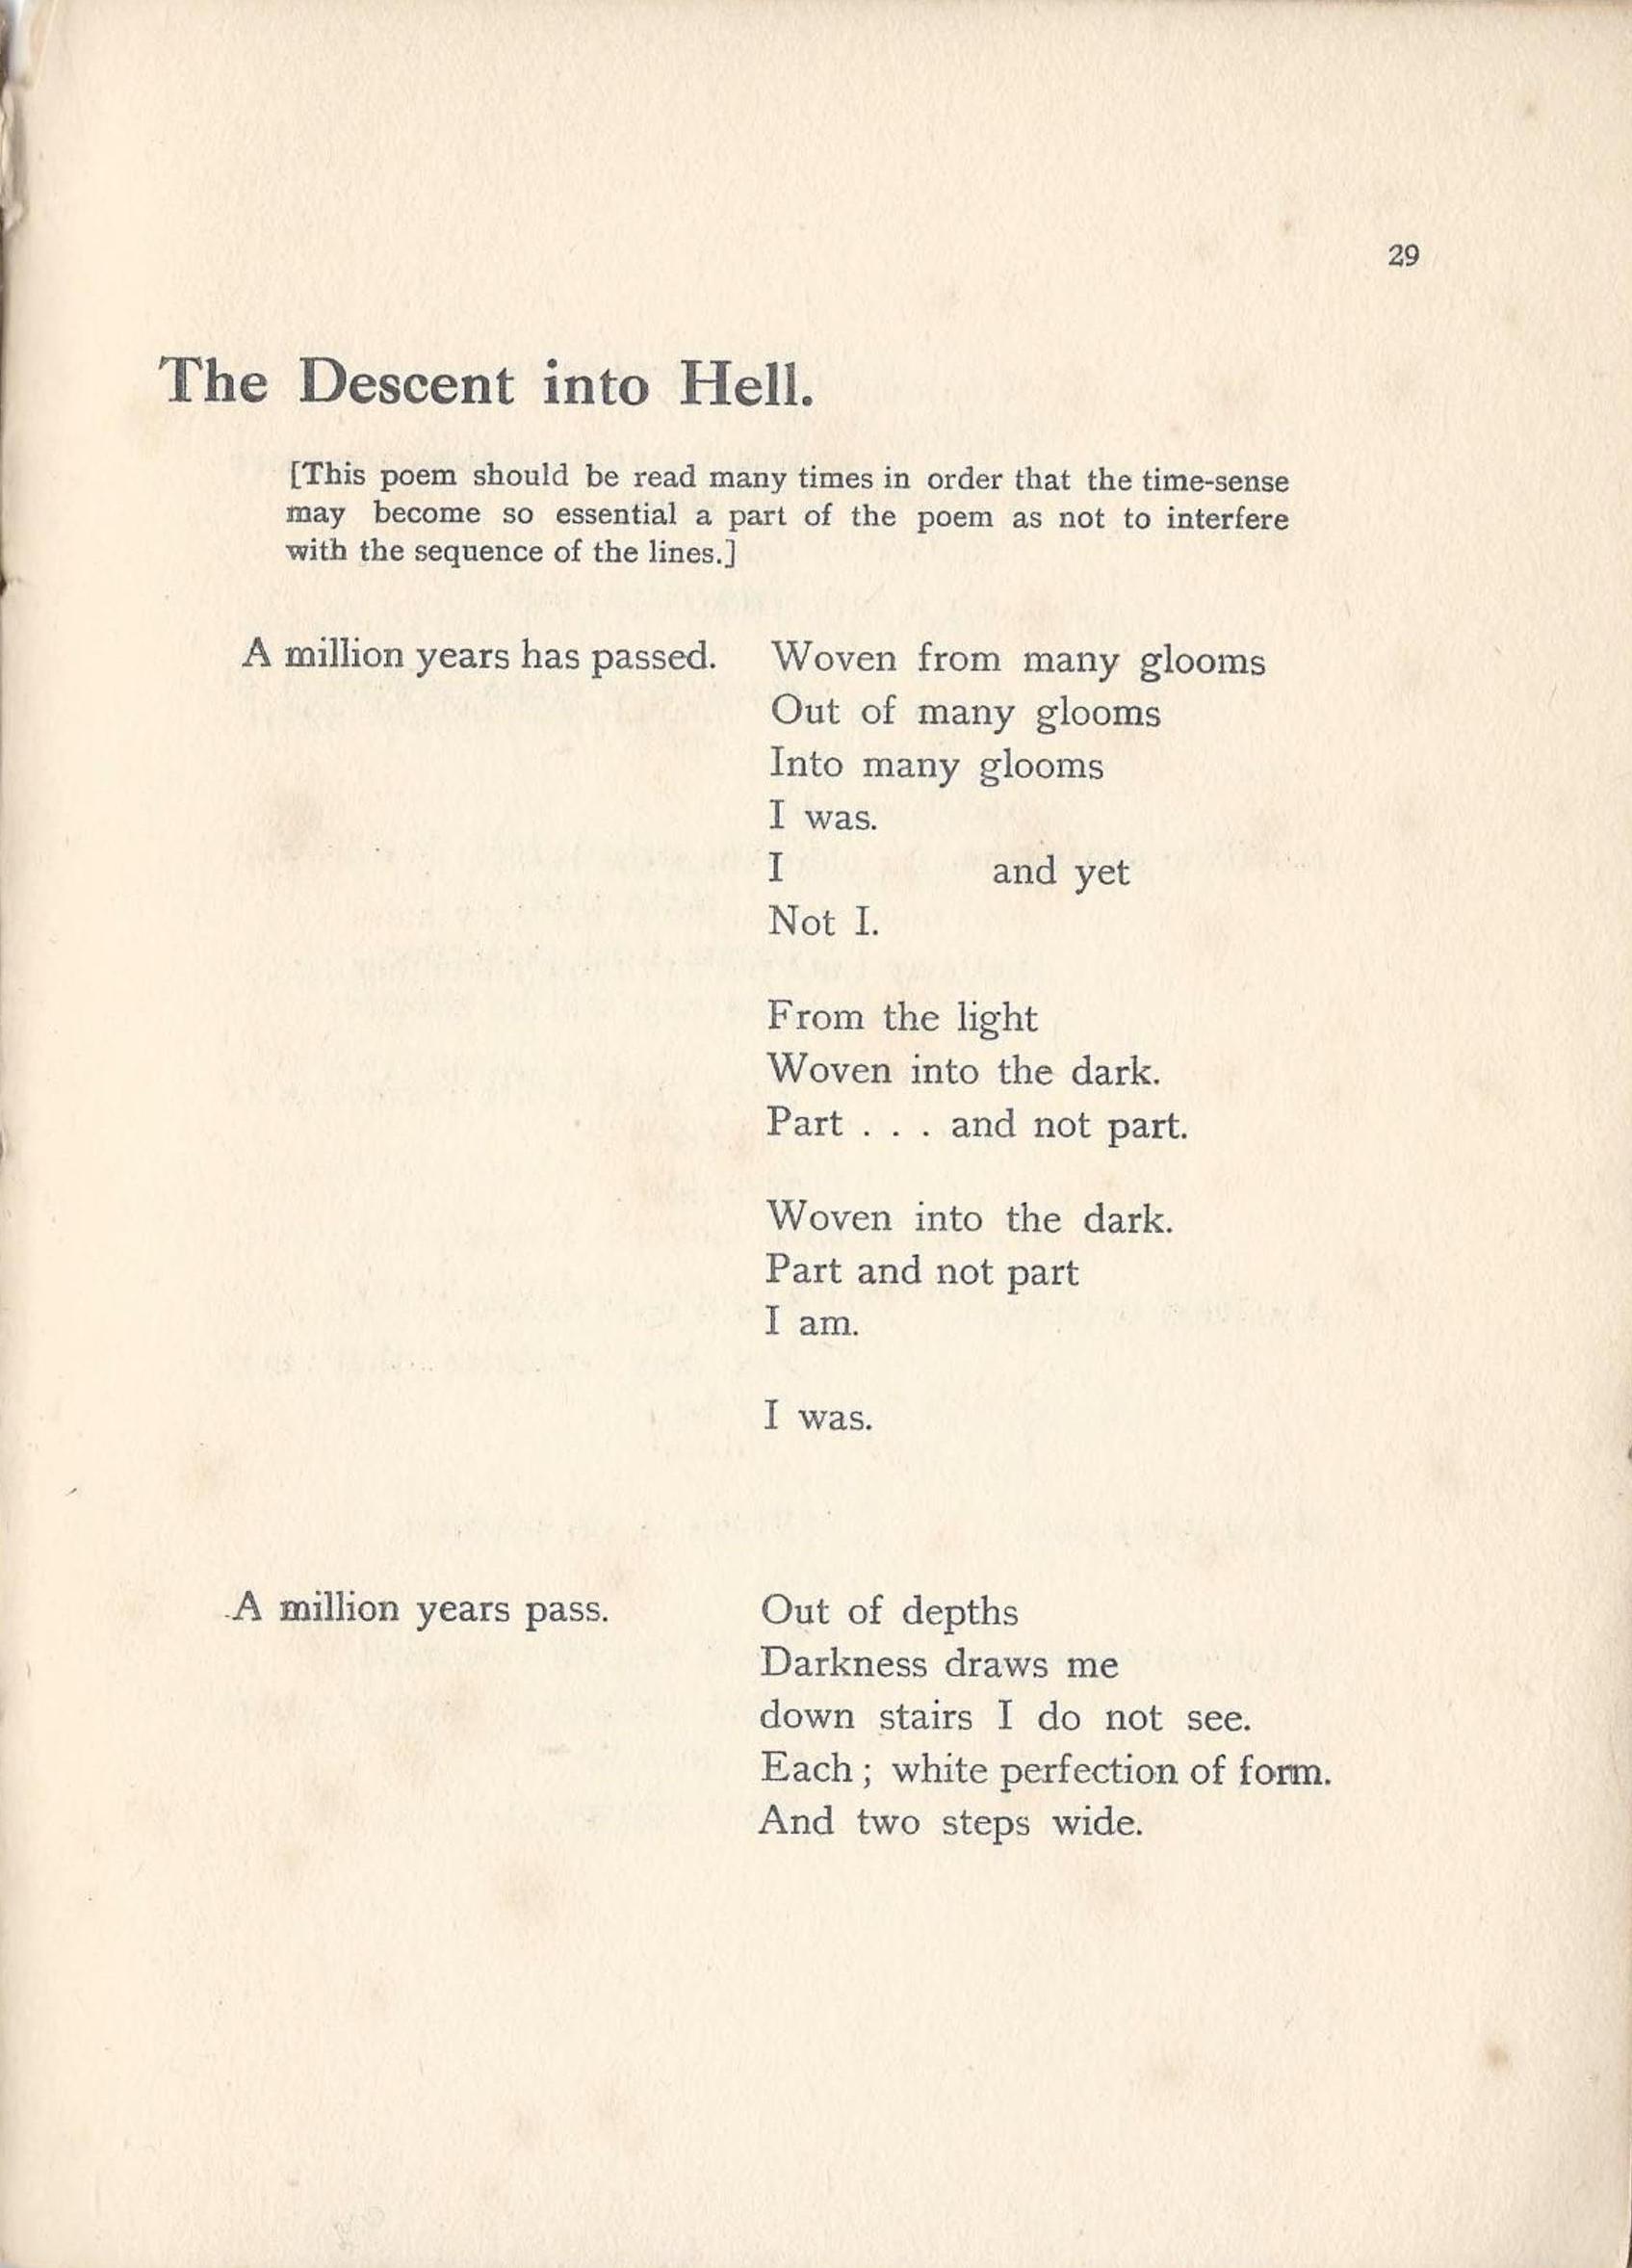 29
The Descent into Hell.
[This poem should be read many times in order that the time-sense
may become so essential a part of the poem as not to interfere
with the sequence of the lines.]
A million years has passed. Woven from many glooms
Out of many glooms
Into many glooms
I was.
I and yet
Not I.
From the light
Woven into the dark.
Part . . . and not part.
Woven into the dark.
Part and not part
I am.
I was.
A million years pass. Out of depths
Darkness draws me
down stairs I do not see.
Each ; white perfection of form.
And two steps wide.